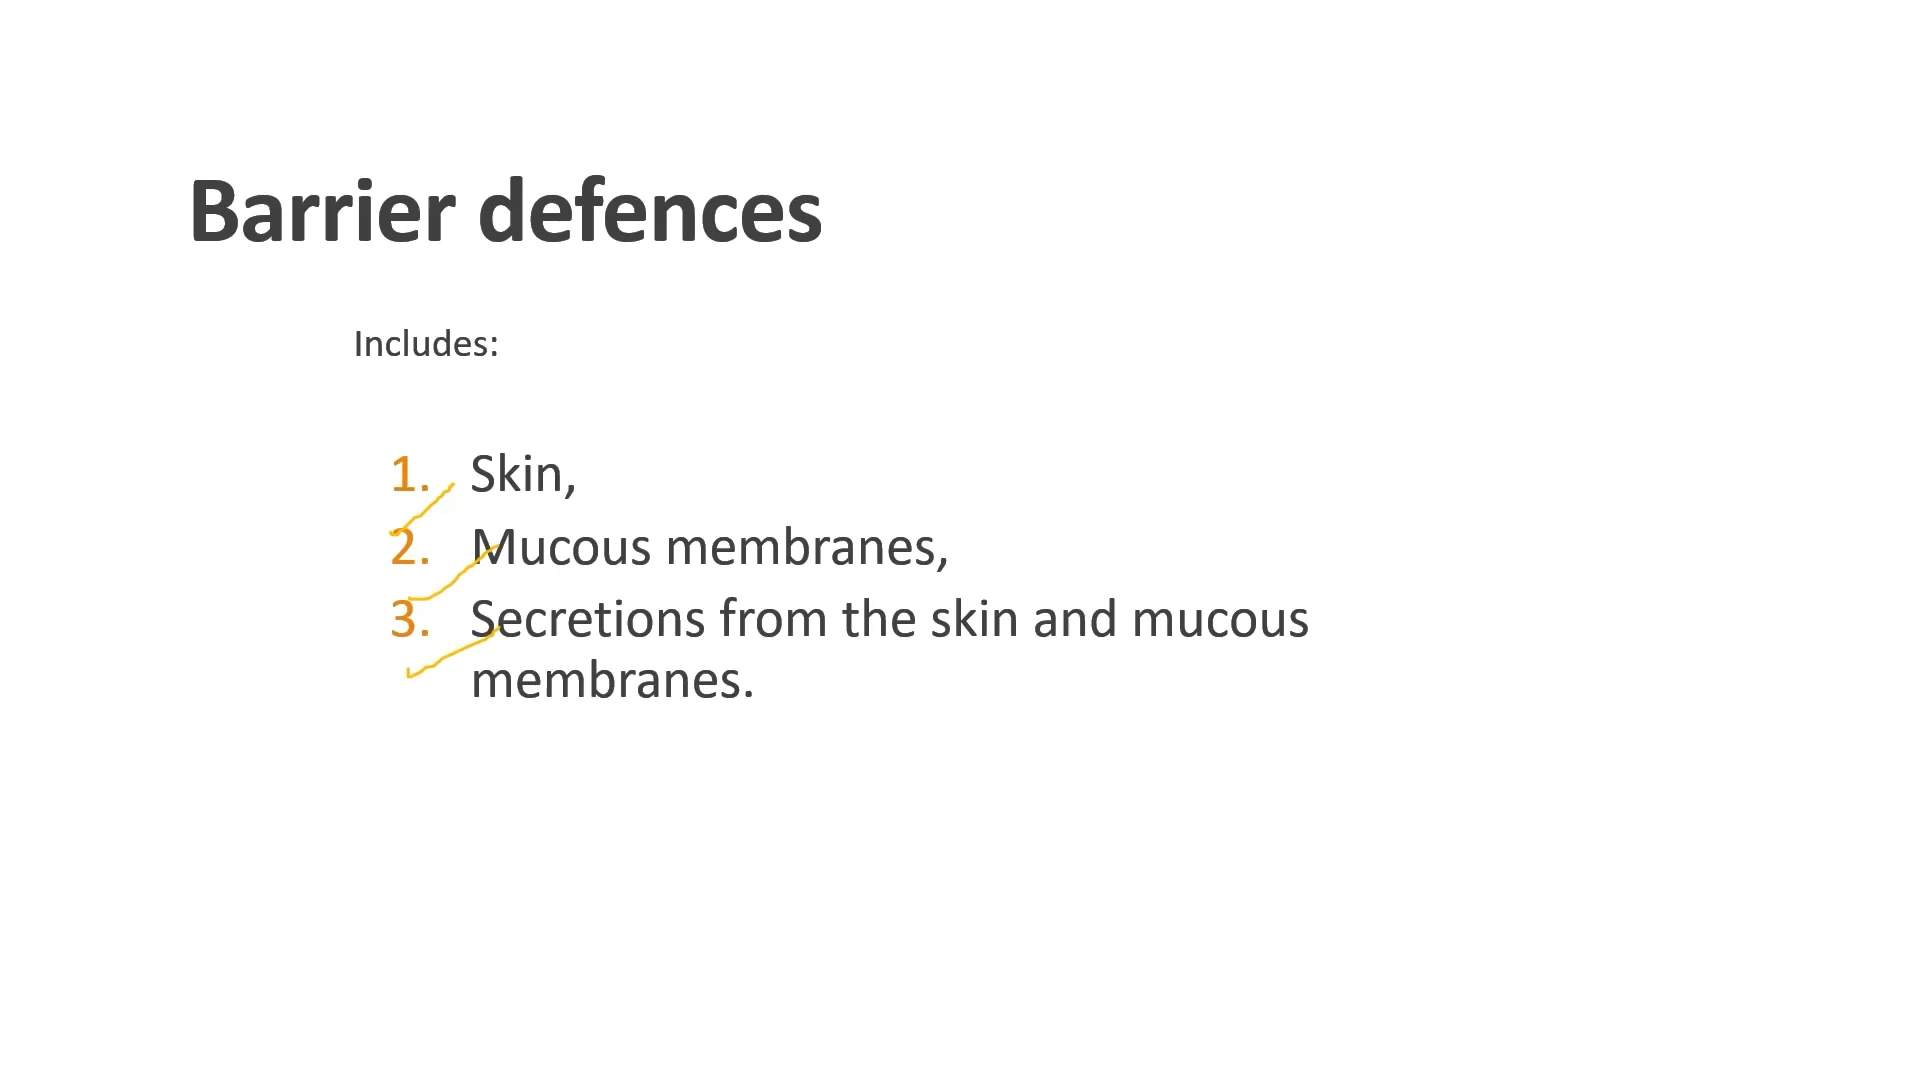 Barrier defences
Includes:
1. Skin,
2. Mucous membranes,
3. Secretions from the skin and mucous
membranes.